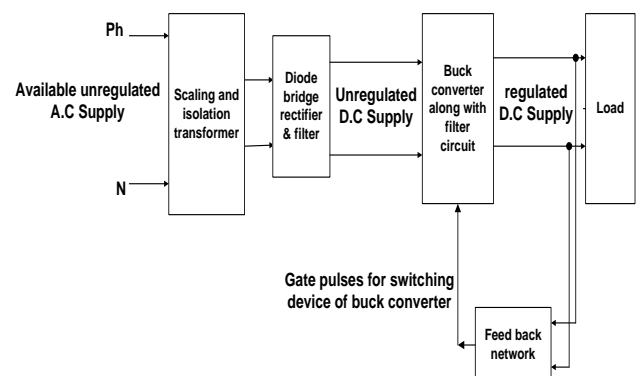 Ph
Available unregulated
A.C Supply
N
Scaling and
isolation
transformer
Diode
bridge
rectifier
& filter
Unregulated
D.C Supply
Buck
converter
along with
filter
circuit
regulated
D.C Supply
Load
Gate pulses for switching
device of buck converter
Feed back
network